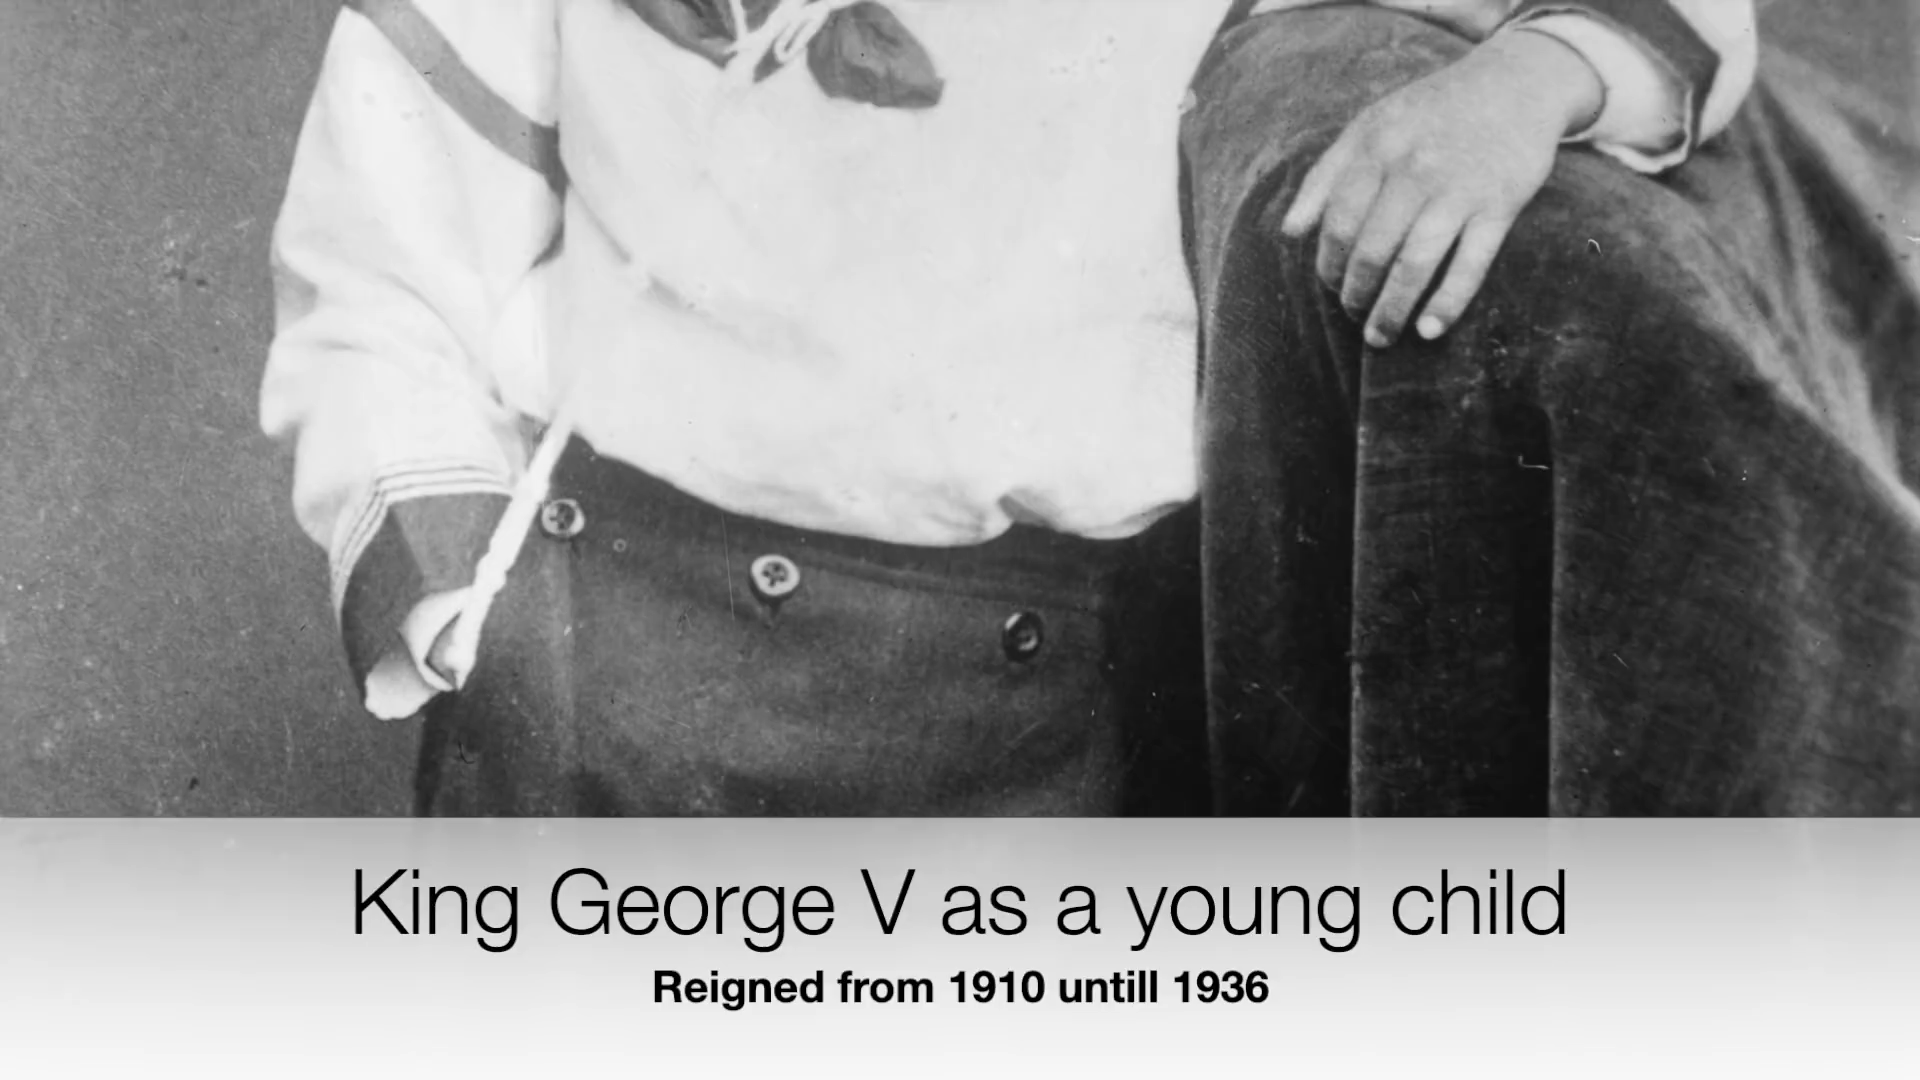 King George V as a young child
Reigned from 1910 untill 1936